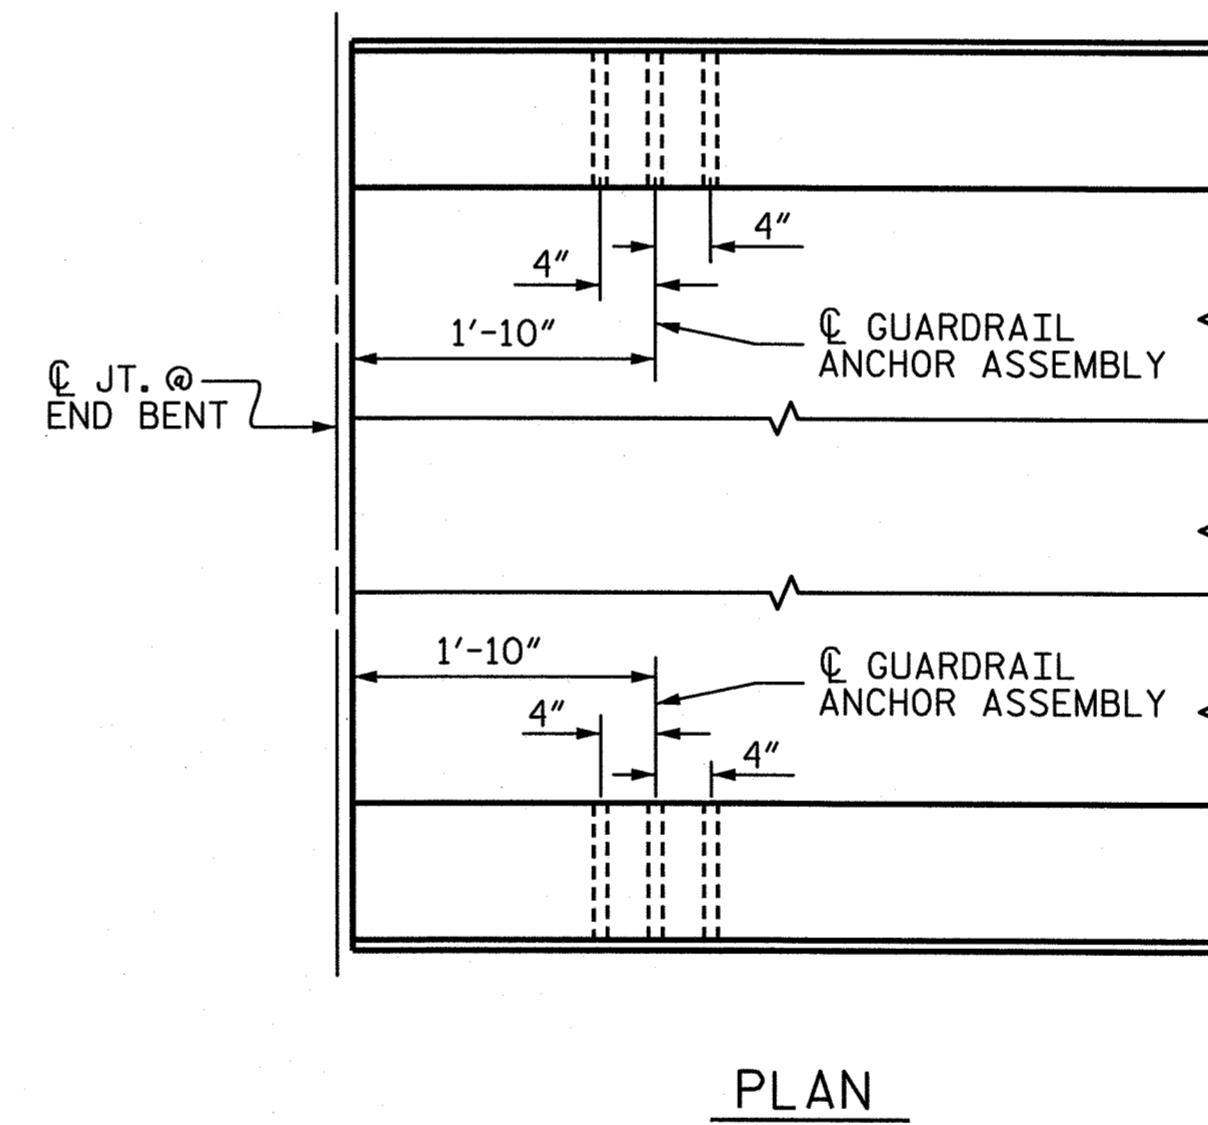 4"
4"
1'-10"
℄ GUARDRAIL
ANCHOR ASSEMBLY
℄ JT. @
END BENT
1'-10"
℄ GUARDRAIL
ANCHOR ASSEMBLY
4"
4"
PLAN